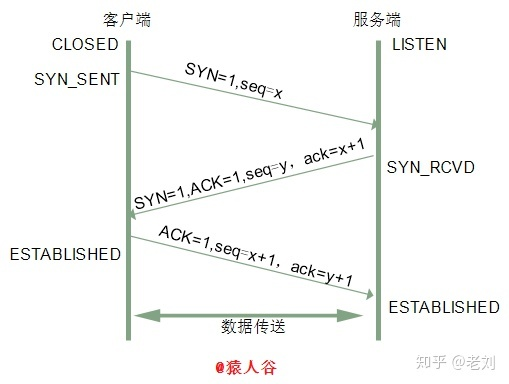 客户端
服务端
CLOSED
LISTEN
SYN_SENT
SYN=1,seq=x
SYN=1,ACK=1,seq=y，ack=x+1
SYN_RCVD
ACK=1,seq=x+1，ack=y+1
ESTABLISHED
ESTABLISHED
数据传送
@猿人谷
知乎 @老刘